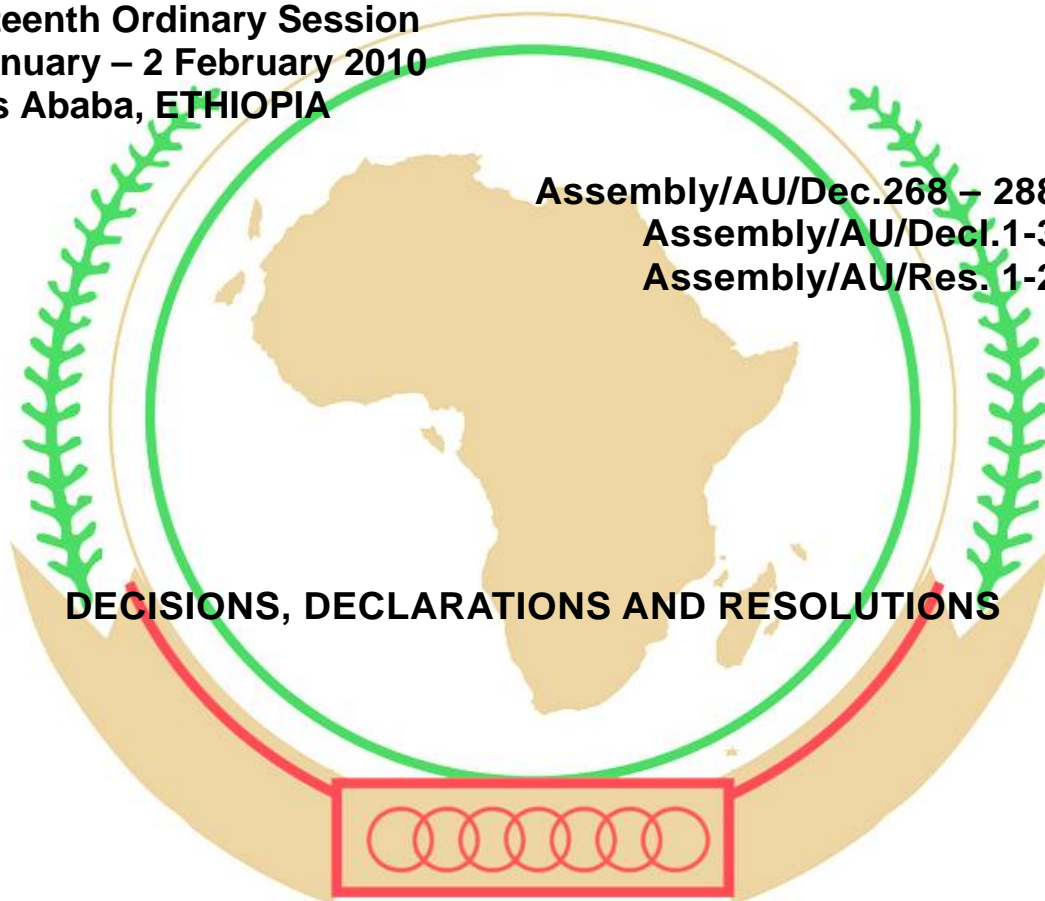 teenth Ordinary Session
nuary – 2 February 2010
s Ababa, ETHIOPIA
Assembly/AU/Dec.268 – 288
Assembly/AU/Decl.1-3
Assembly/AU/Res. 1-2
DECISIONS, DECLARATIONS AND RESOLUTIONS